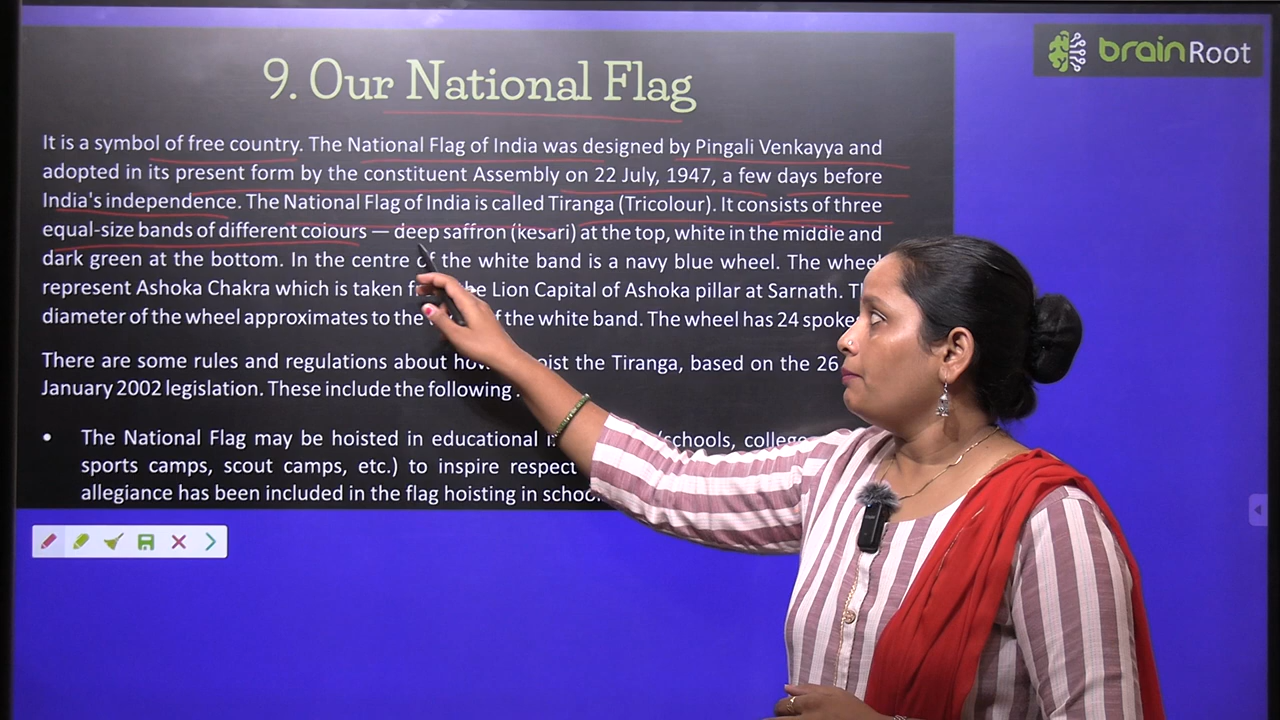 brainRoot
9. Our National Flag
It is a symbol of free country. The National Flag of India was designed by Pingali Venkayya and
adopted in its present form by the constituent Assembly on 22 July, 1947, a few days before
India's independence. The National Flag of India is called Tiranga (Tricolour). It consists of three
equal-size bands of different colours — deep saffron (kesari) at the top, white in the middle and
dark green at the bottom. In the centre of the white band is a navy blue wheel. The wheel
represent Ashoka Chakra which is taken the Lion Capital of Ashoka pillar at Sarnath.
diameter of the wheel approximates to the of the white band. The wheel has 24 spoke
There are some rules and regulations about how hoist the Tiranga, based on the 26
January 2002 legislation. These include the following
• The National Flag may be hoisted in educational (schools,
sports camps, scout camps, etc.) to inspire respect
allegiance has been included in the flag hoisting in